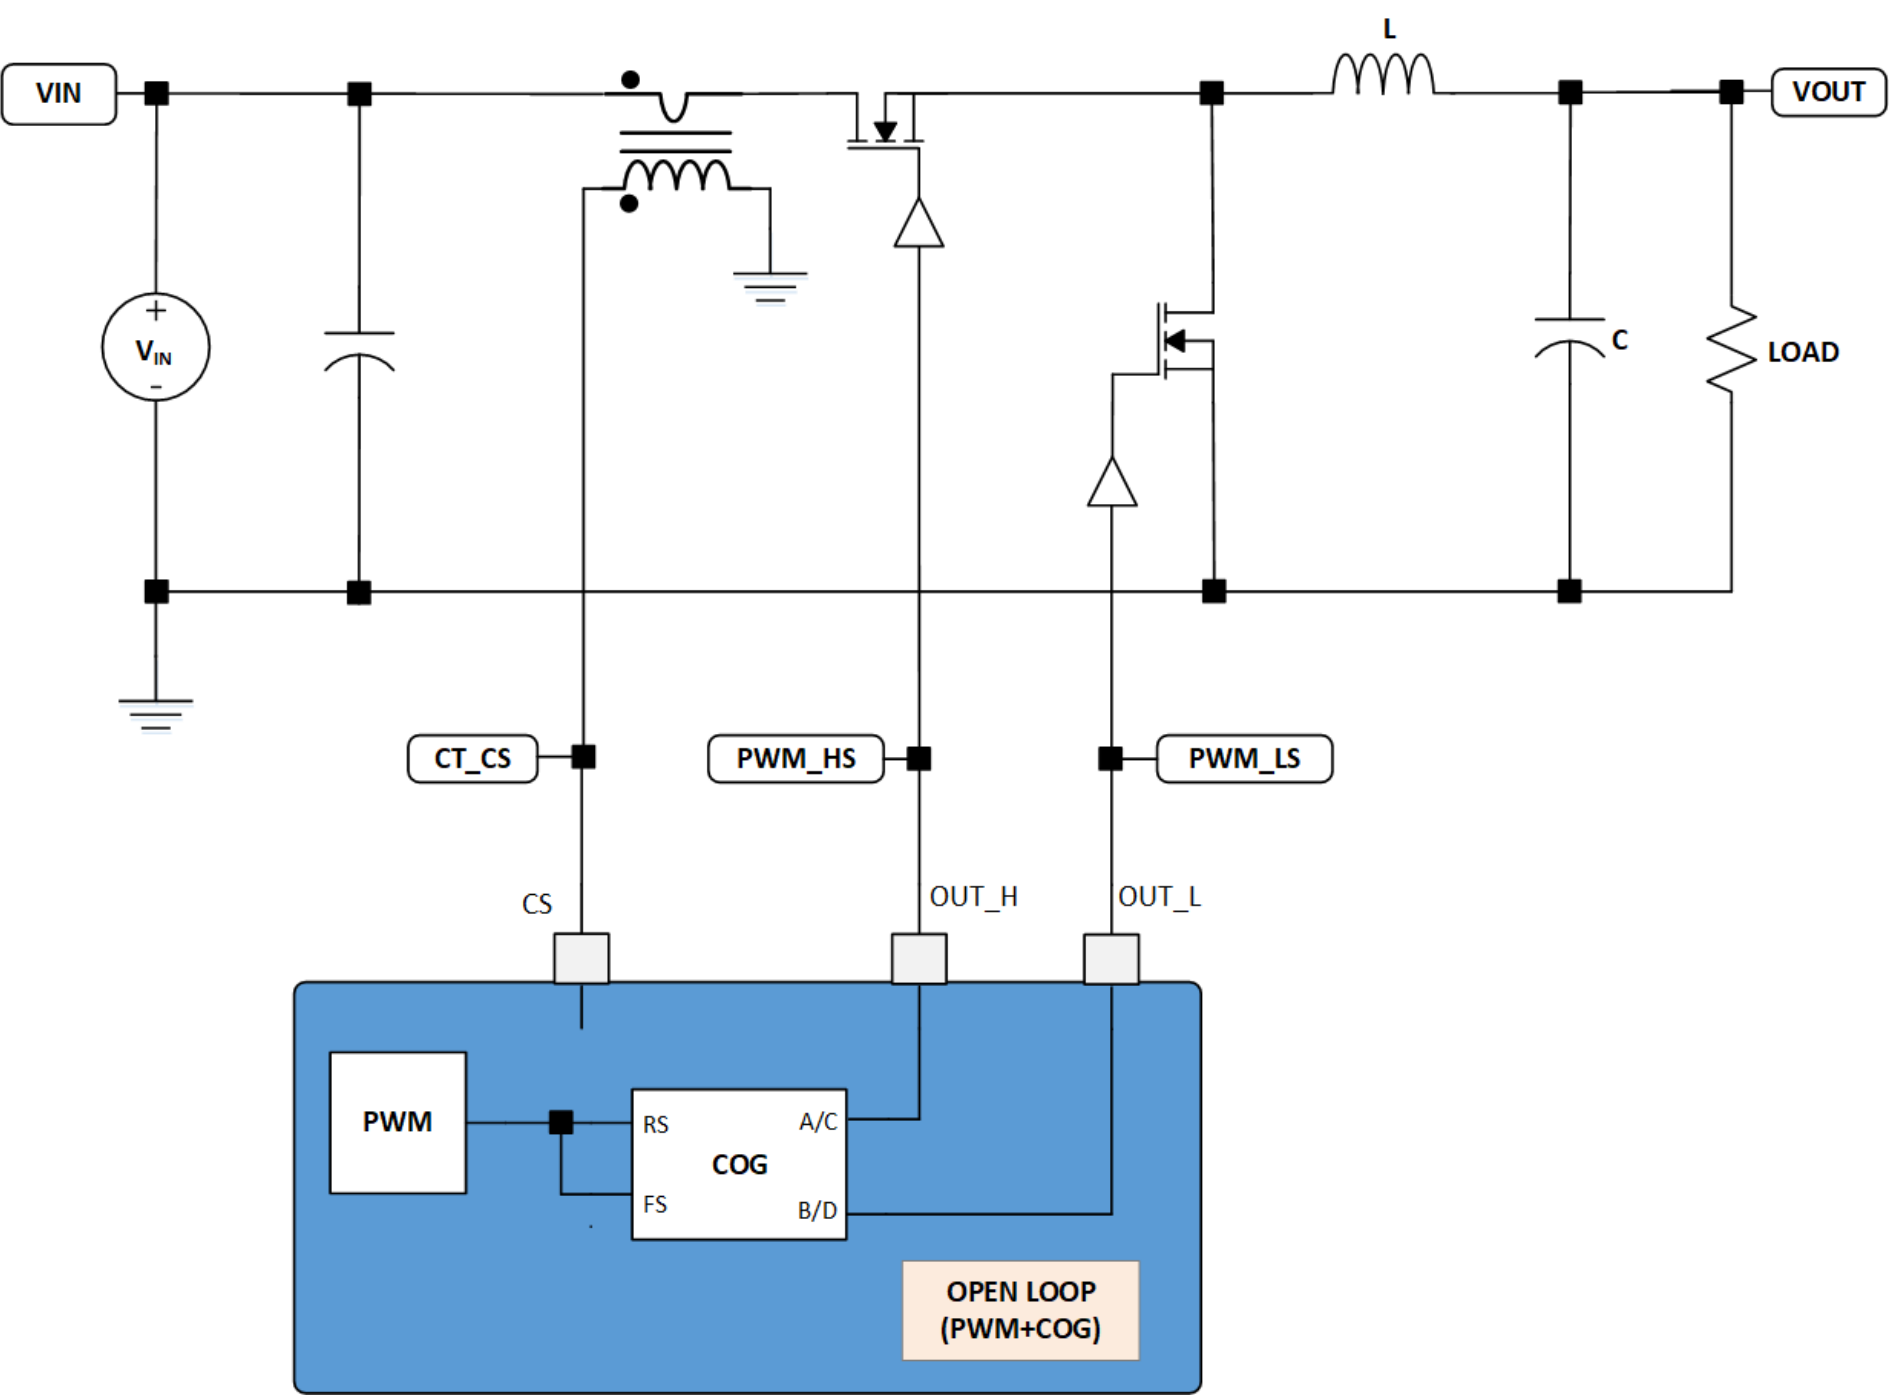 L
VIN
VOUT
+
VIN
-
C
LOAD
CT_CS
PWM_HS
PWM_LS
CS
OUT_H
OUT_L
PWM
RS
A/C
COG
FS
B/D
OPEN LOOP
(PWM+COG)